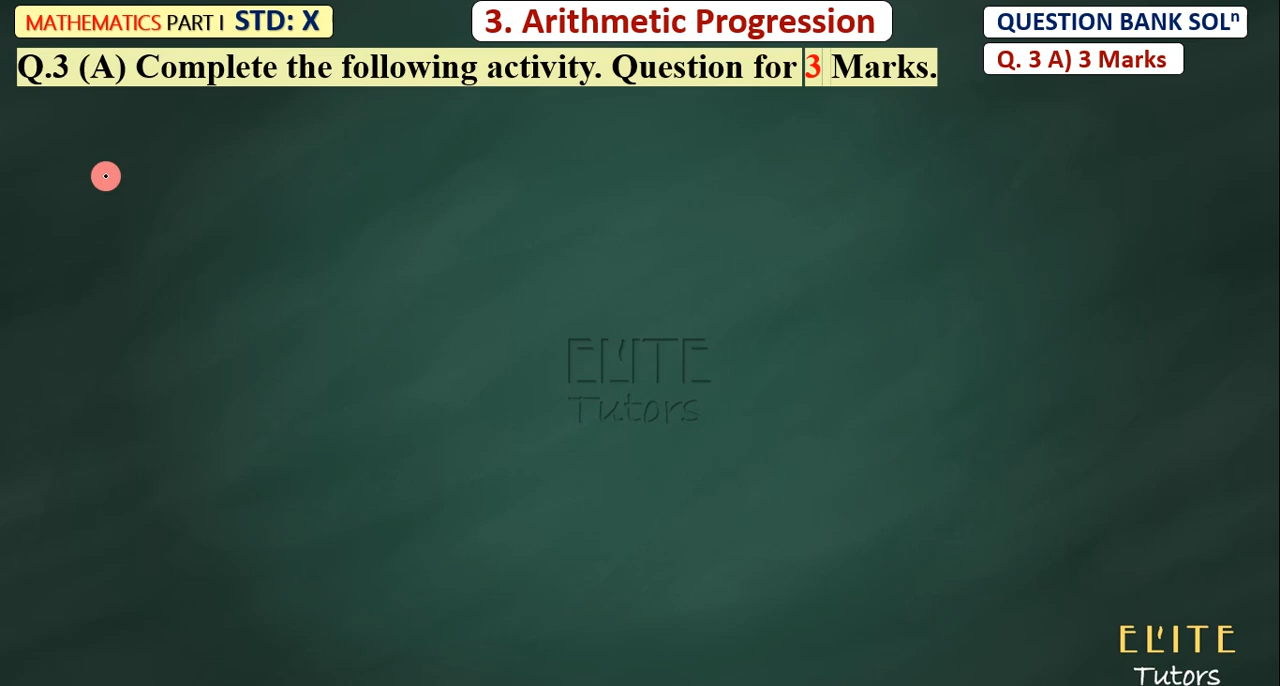 MATHEMATICS PART I STD: X
3. Arithmetic Progression
QUESTION BANK SOLⁿ
Q.3 (A) Complete the following activity. Question for 3 Marks.
Q. 3 A) 3 Marks
ELITE
Tutors
ELITE
Tutors